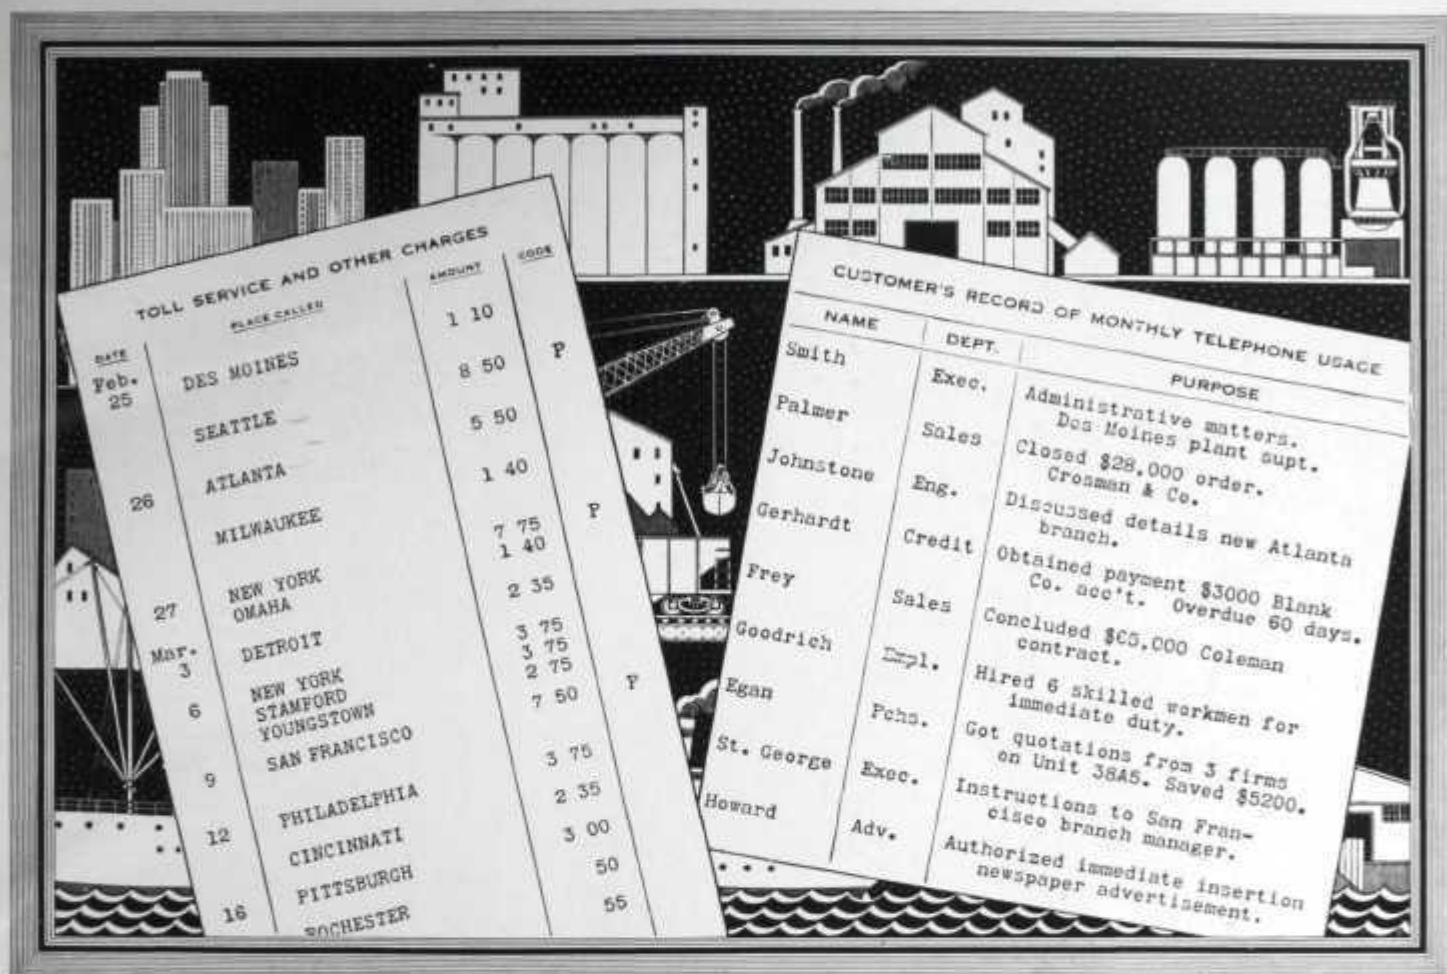 TOLL SERVICE AND OTHER CHARGES
DATE PLACE CALLED AMOUNT CODE
Feb.
25 DES MOINES 1 10
SEATTLE 8 50 P
26 ATLANTA 5 50
MILWAUKEE 1 40
27 NEW YORK 7 75 P
OMAHA 1 40
Mar.
3 DETROIT 2 35
6 NEW YORK 3 75
STAMFORD 3 75
YOUNGSTOWN 2 75
9 SAN FRANCISCO 7 50 P
12 PHILADELPHIA 3 75
CINCINNATI 2 35
16 PITTSBURGH 3 00
ROCHESTER 50
55
CUSTOMER'S RECORD OF MONTHLY TELEPHONE USAGE
NAME DEPT. PURPOSE
Smith Exec. Administrative matters.
Des Moines plant supt.
Palmer Sales Closed $28,000 order.
Crosman & Co.
Johnstone Eng. Discussed details new Atlanta
branch.
Gerhardt Credit Obtained payment $3000 Blank
Co. acc't. Overdue 60 days.
Frey Sales Concluded $65,000 Coleman
contract.
Goodrich Empl. Hired 6 skilled workmen for
immediate duty.
Egan Pchs. Got quotations from 3 firms
on Unit 38A5. Saved $5200.
St. George Exec. Instructions to San Fran-
cisco branch manager.
Howard Adv. Authorized immediate insertion
newspaper advertisement.